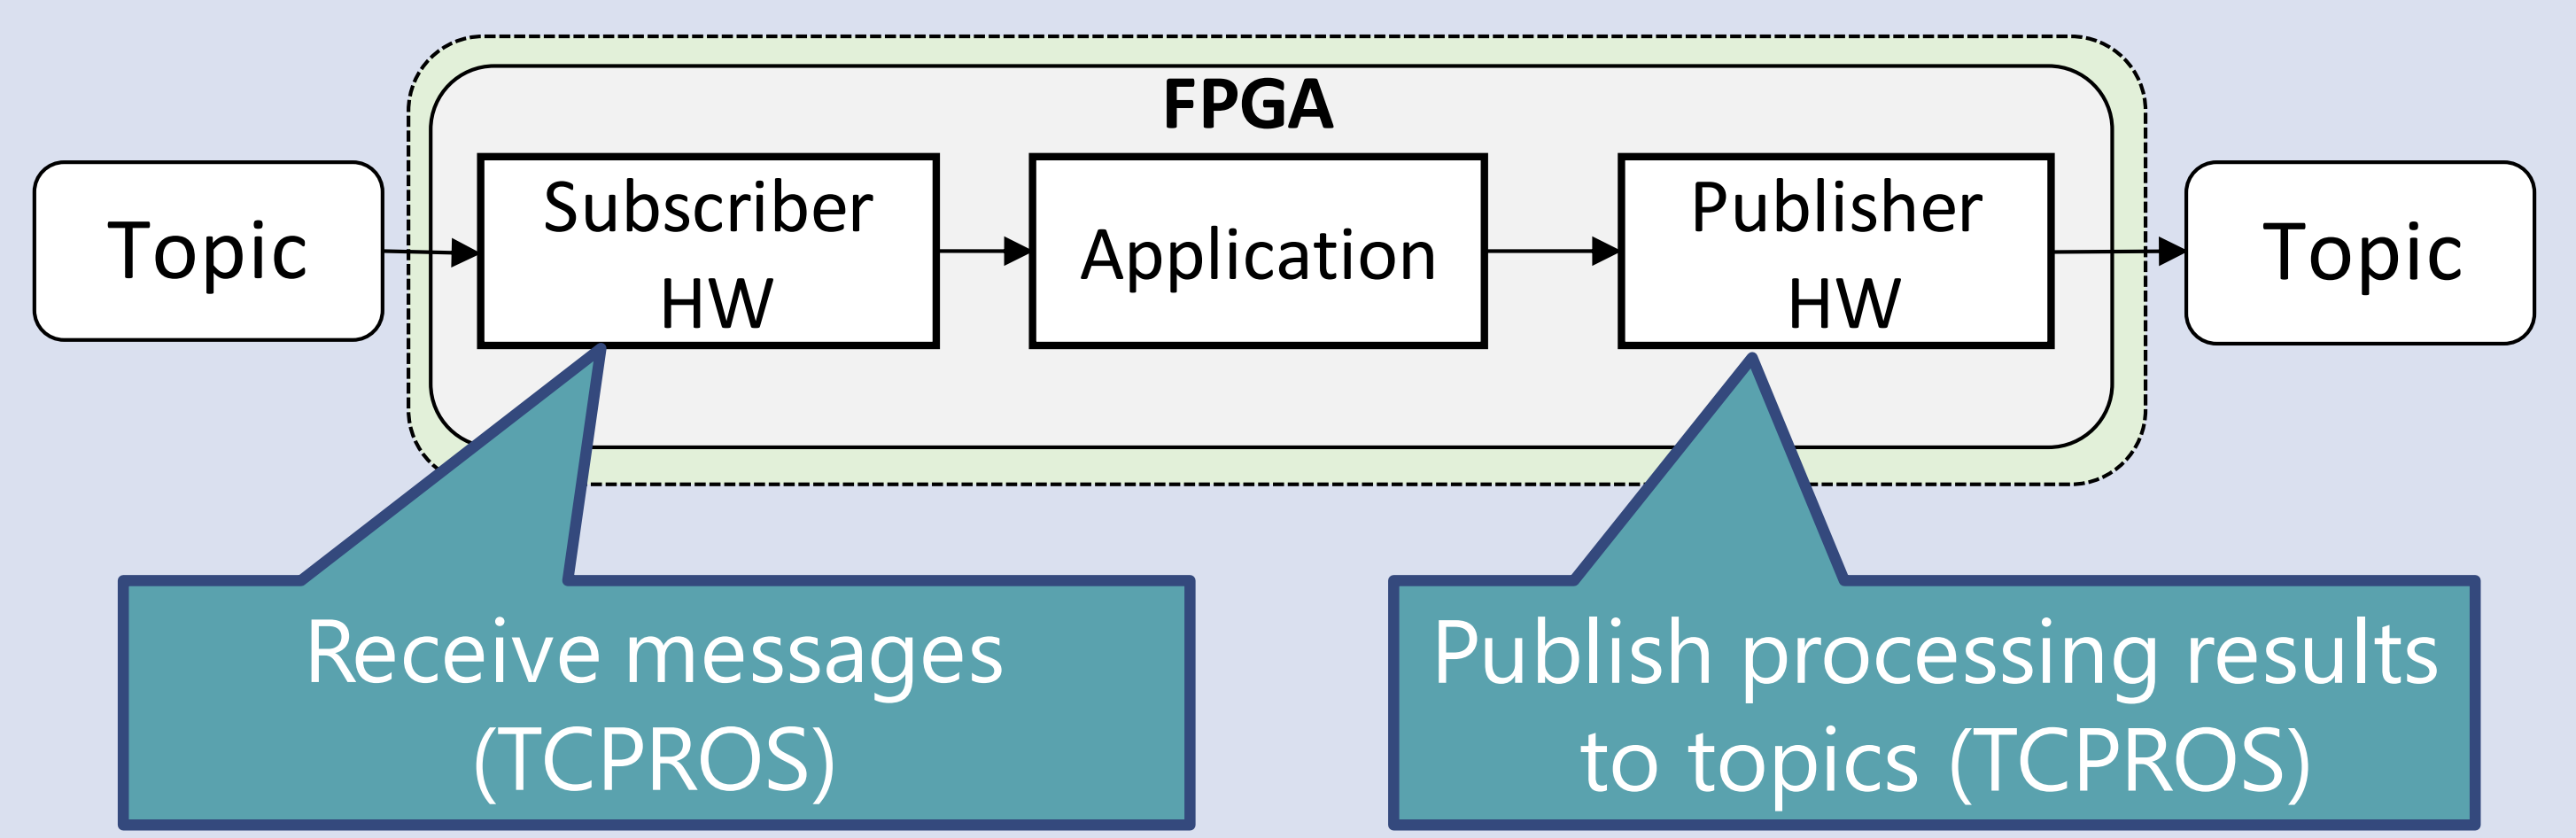 FPGA
Topic
Subscriber
HW
Application
Publisher
HW
Topic
Receive messages
(TCPROS)
Publish processing results
to topics (TCPROS)